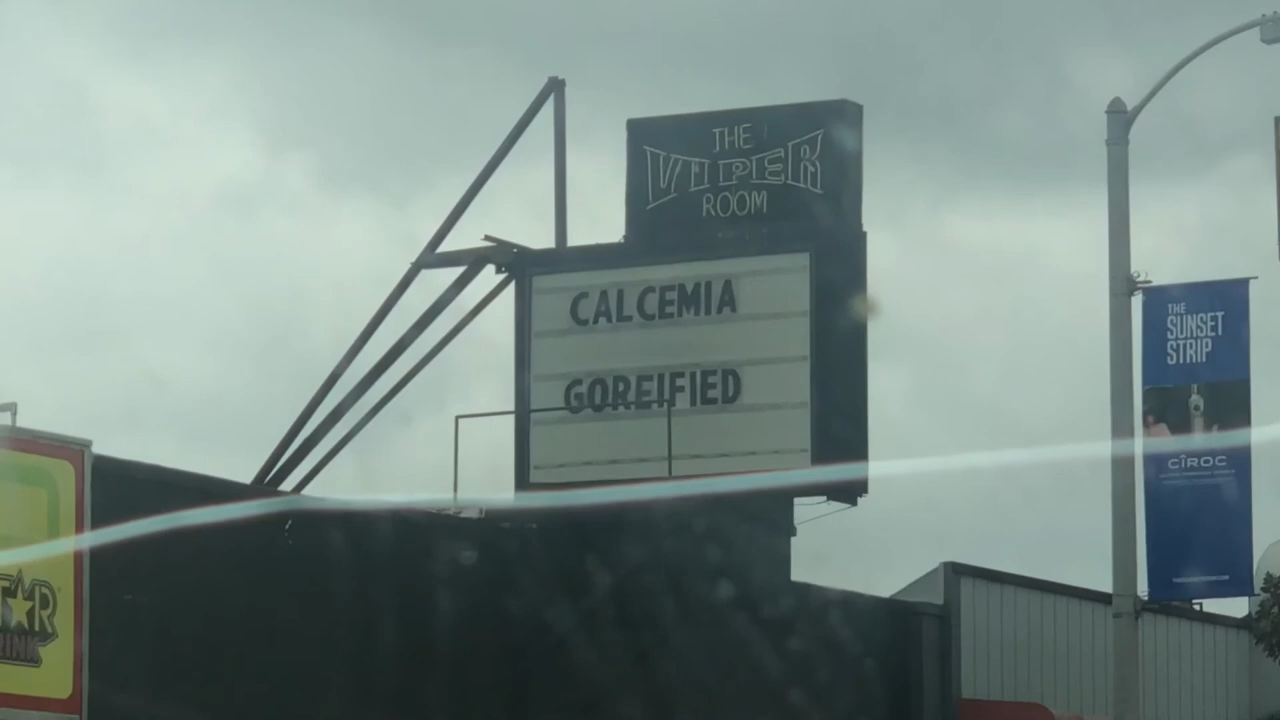 THE
VIPER
ROOM
CALCEMIA
GOREIFIED
THE
SUNSET
STRIP
CÎROC